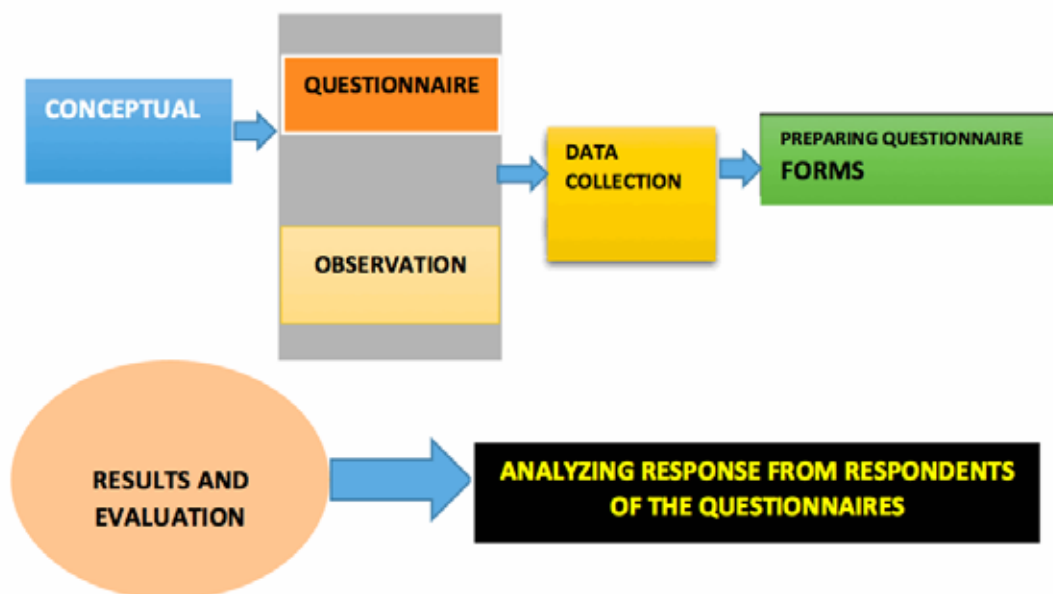 CONCEPTUAL
QUESTIONNAIRE
OBSERVATION
DATA
COLLECTION
PREPARING QUESTIONNAIRE
FORMS
RESULTS AND
EVALUATION
ANALYZING RESPONSE FROM RESPONDENTS
OF THE QUESTIONNAIRES